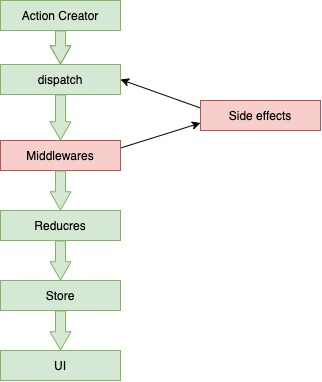 Action Creator
dispatch
Side effects
Middlewares
Reducres
Store
UI